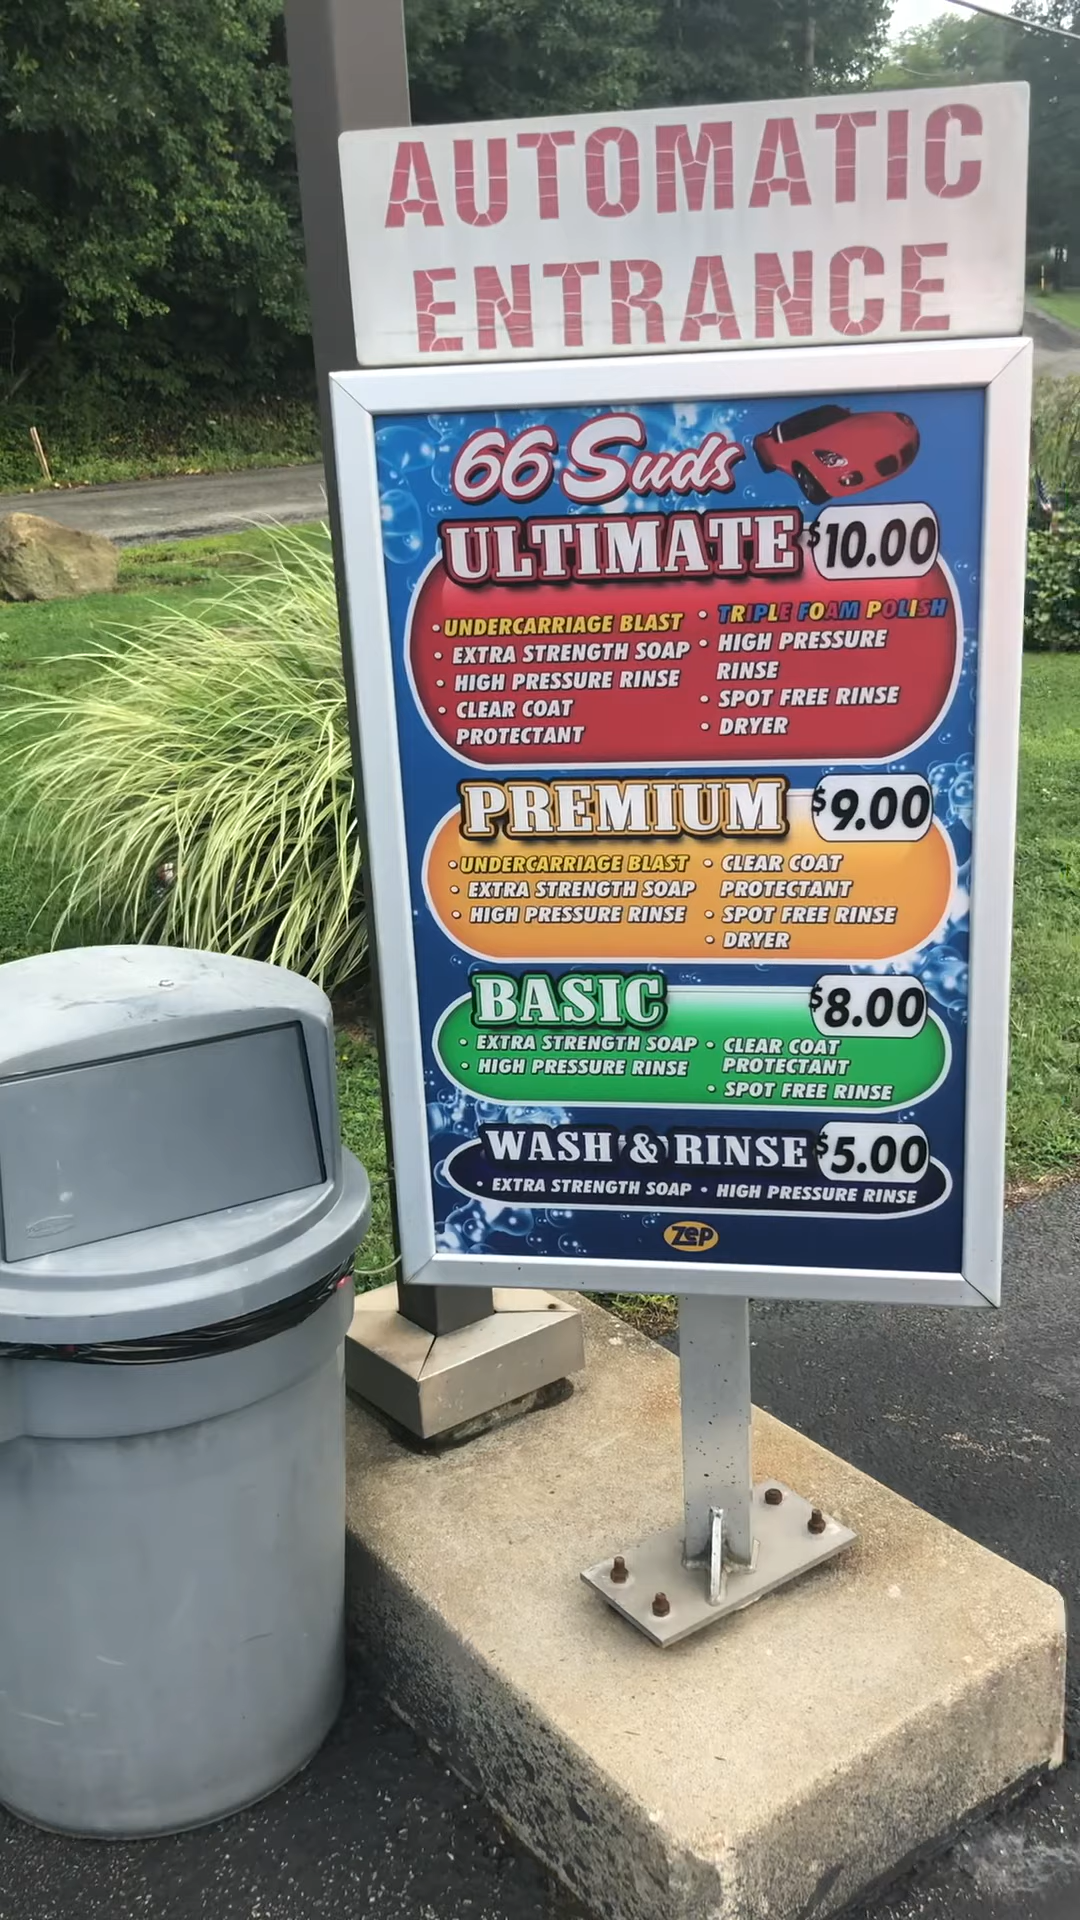 AUTOMATIC
ENTRANCE
66 Suds
ULTIMATE $10.00
• UNDERCARRIAGE BLAST
• EXTRA STRENGTH SOAP
• HIGH PRESSURE RINSE
• CLEAR COAT
PROTECTANT
• TRIPLE FOAM POLISH
• HIGH PRESSURE
RINSE
• SPOT FREE RINSE
• DRYER
PREMIUM $9.00
• UNDERCARRIAGE BLAST
• EXTRA STRENGTH SOAP
• HIGH PRESSURE RINSE
• CLEAR COAT
PROTECTANT
• SPOT FREE RINSE
• DRYER
BASIC $8.00
• EXTRA STRENGTH SOAP
• HIGH PRESSURE RINSE
• CLEAR COAT
PROTECTANT
• SPOT FREE RINSE
WASH & RINSE $5.00
• EXTRA STRENGTH SOAP • HIGH PRESSURE RINSE
Zep